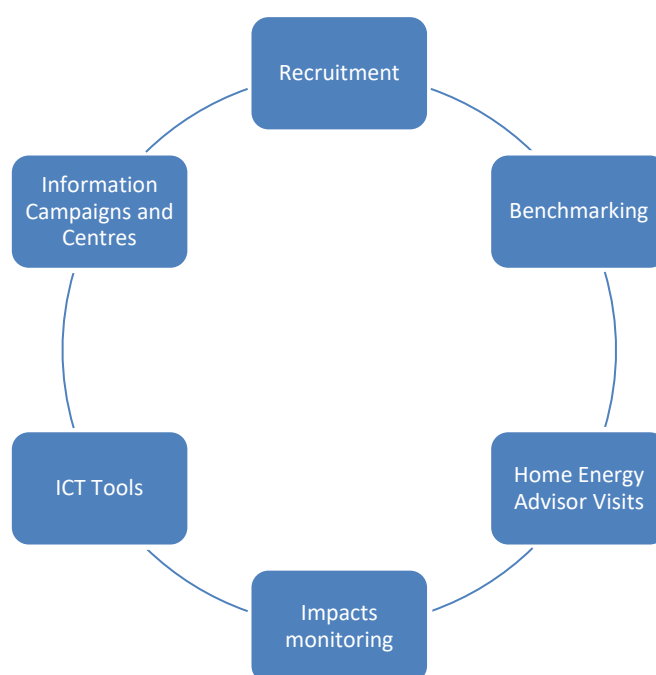 Recruitment
Benchmarking
Home Energy
Advisor Visits
Impacts
monitoring
ICT Tools
Information
Campaigns and
Centres